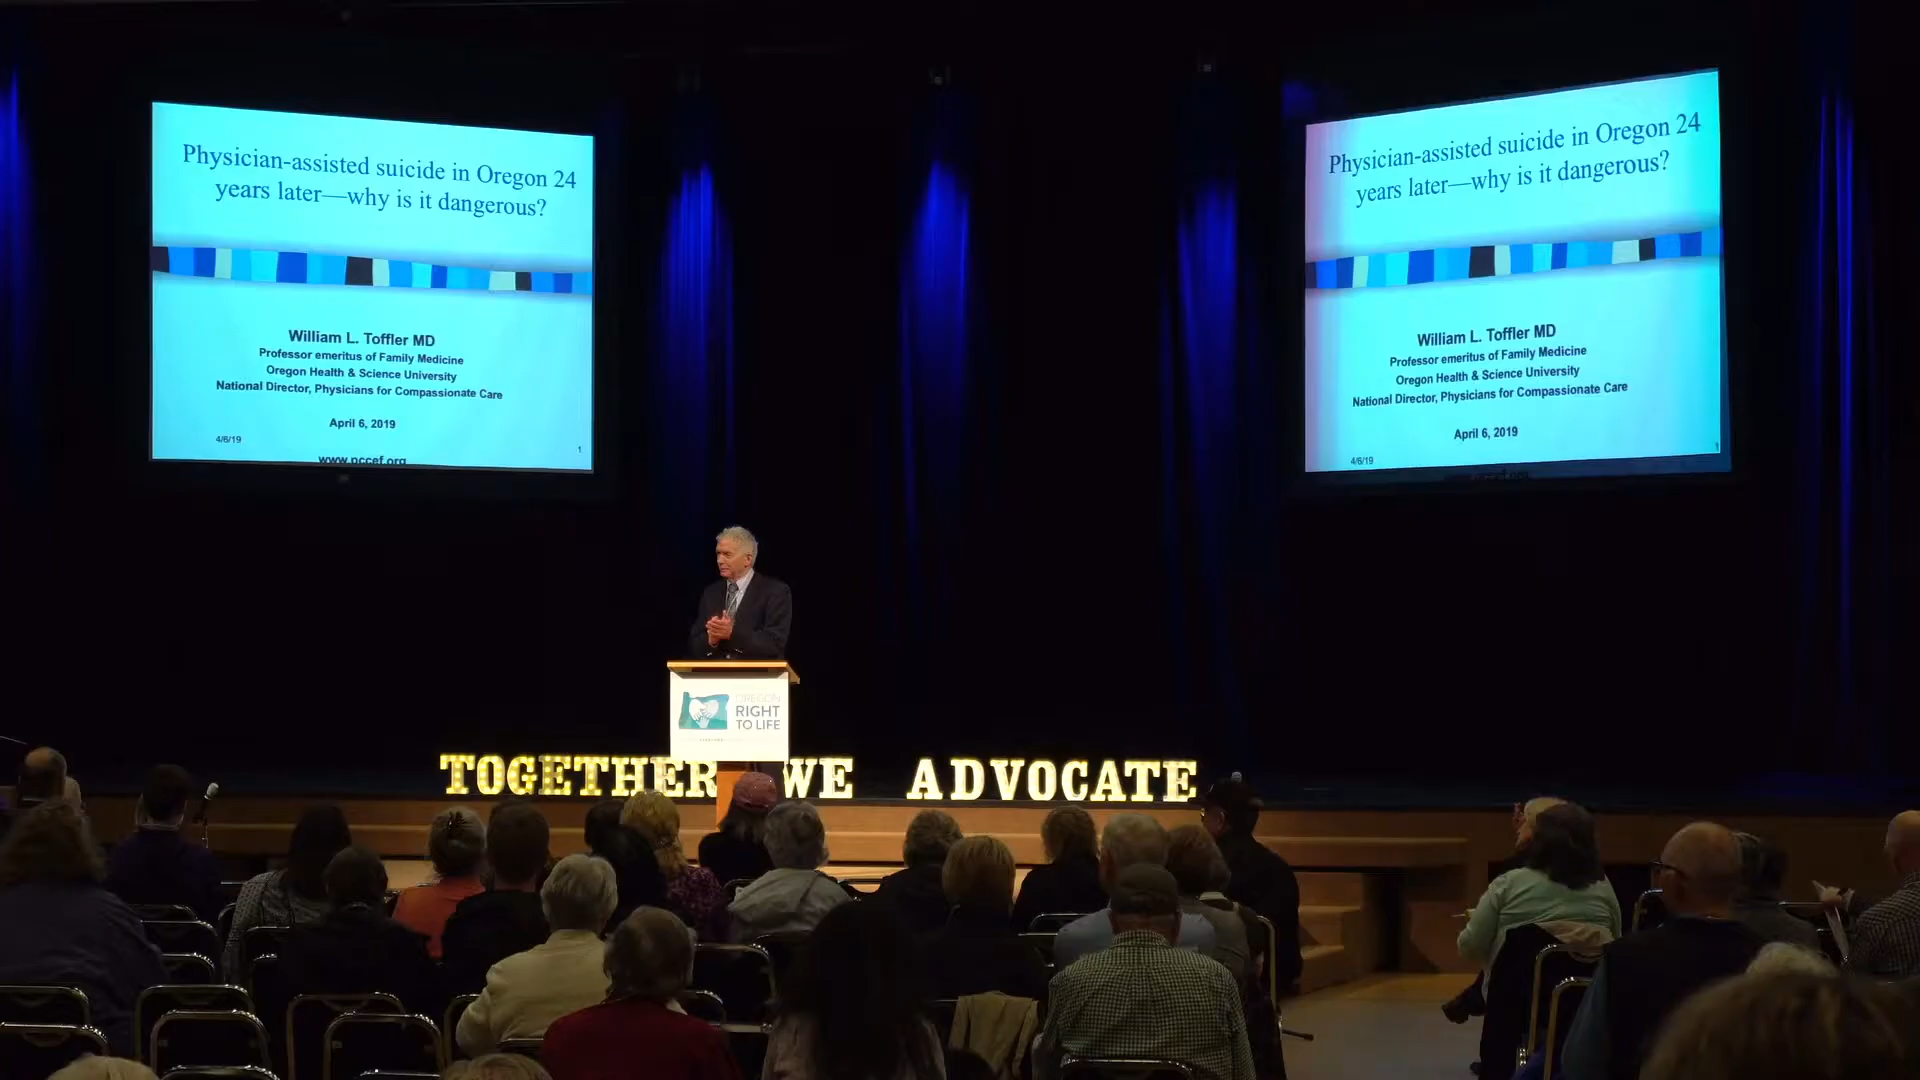 Physician-assisted suicide in Oregon 24
years later—why is it dangerous?
William L. Toffler MD
Professor emeritus of Family Medicine
Oregon Health & Science University
National Director, Physicians for Compassionate Care
April 6, 2019
4/6/19
1
www.pccef.org
Physician-assisted suicide in Oregon 24
years later—why is it dangerous?
William L. Toffler MD
Professor emeritus of Family Medicine
Oregon Health & Science University
National Director, Physicians for Compassionate Care
April 6, 2019
4/6/19
1
OREGON
RIGHT
TO LIFE
TOGETHER WE ADVOCATE